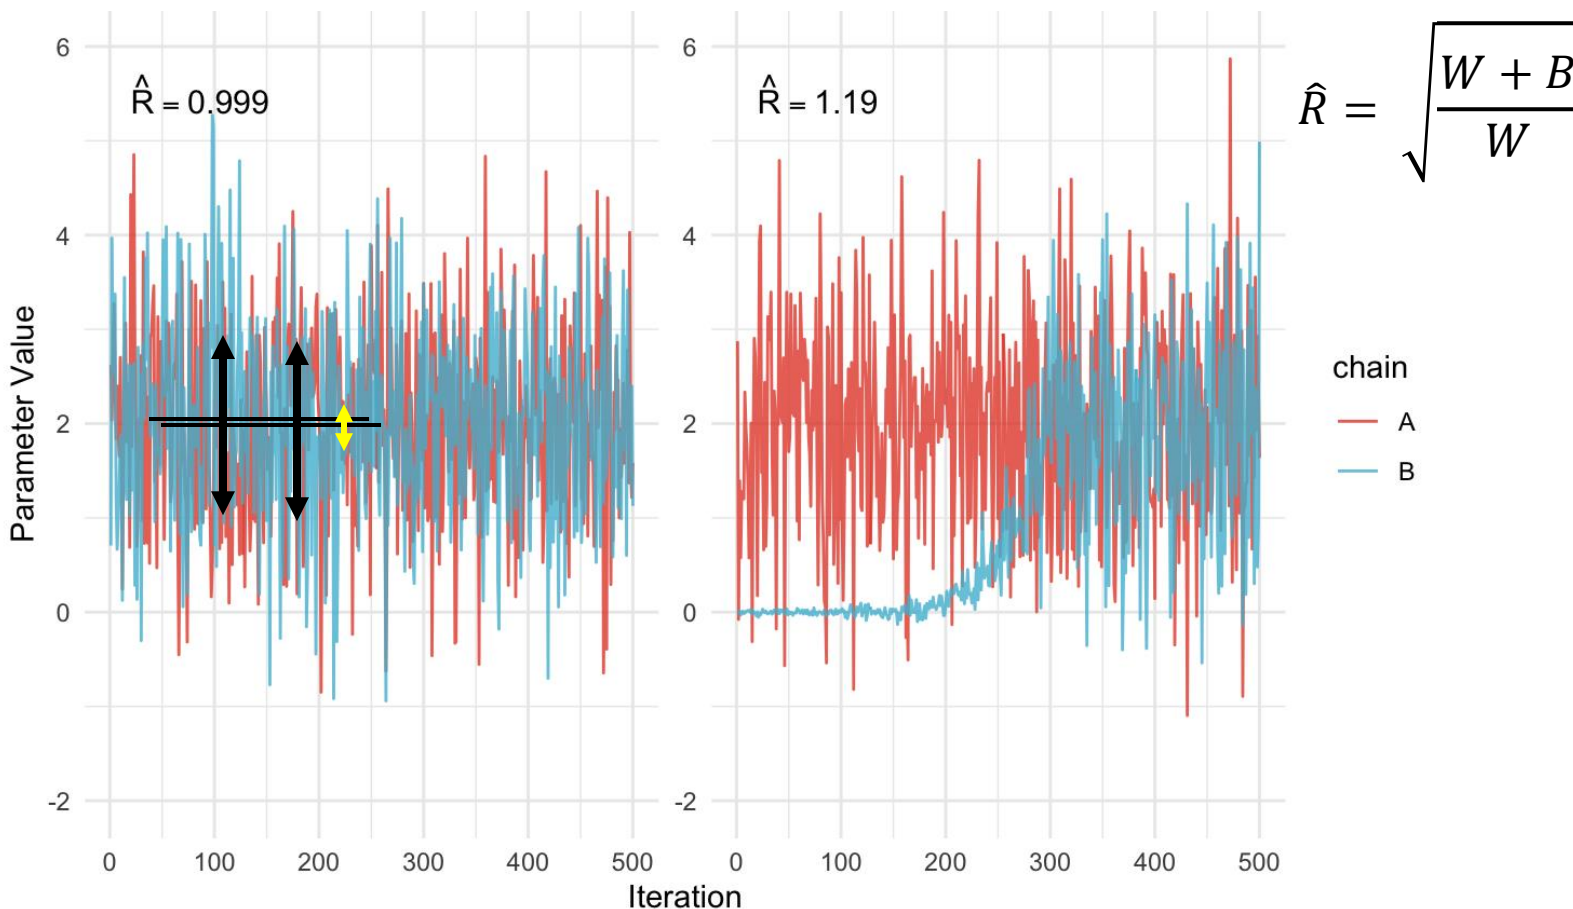 R̂ = 0.999
R̂ = 1.19
R̂ = √((W + B)/W)
Parameter Value
6
4
2
0
-2
6
4
2
0
-2
0 100 200 300 400 500
0 100 200 300 400 500
Iteration
chain
A
B